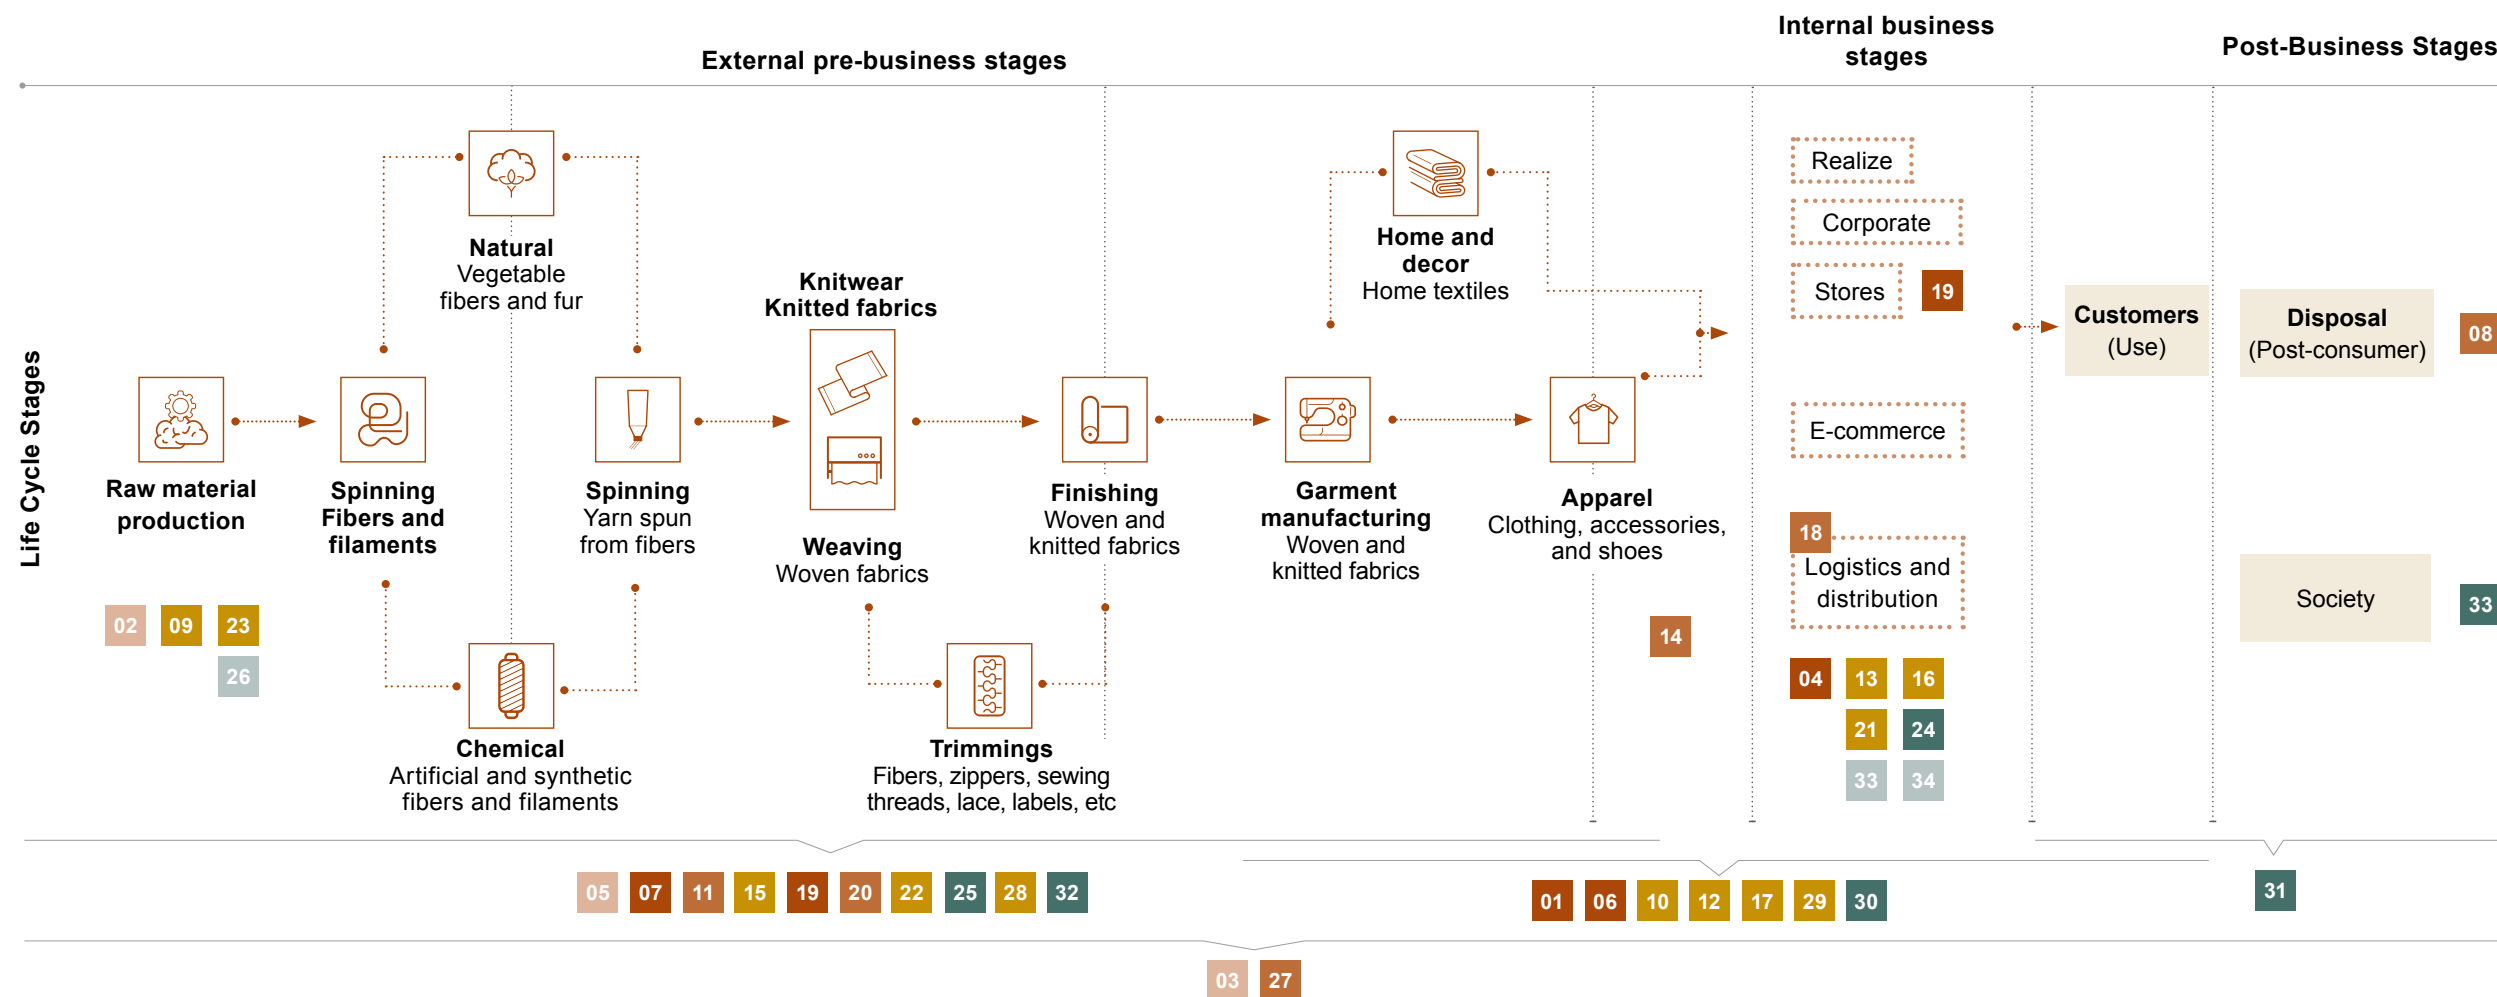 External pre-business stages
Internal business
stages
Post-Business Stages
Life Cycle Stages
Raw material
production
02 09 23
26
Spinning
Fibers and
filaments
Natural
Vegetable
fibers and fur
Chemical
Artificial and synthetic
fibers and filaments
Spinning
Yarn spun
from fibers
Knitwear
Knitted fabrics
Weaving
Woven fabrics
Trimmings
Fibers, zippers, sewing
threads, lace, labels, etc
Finishing
Woven and
knitted fabrics
Garment
manufacturing
Woven and
knitted fabrics
Home and
decor
Home textiles
Apparel
Clothing, accessories,
and shoes
14
Realize
Corporate
Stores
19
E-commerce
18
Logistics and
distribution
04 13 16
21 24
33 34
Customers
(Use)
Disposal
(Post-consumer)
08
Society
33
05 07 11 15 19 20 22 25 28 32
01 06 10 12 17 29 30
31
03 27